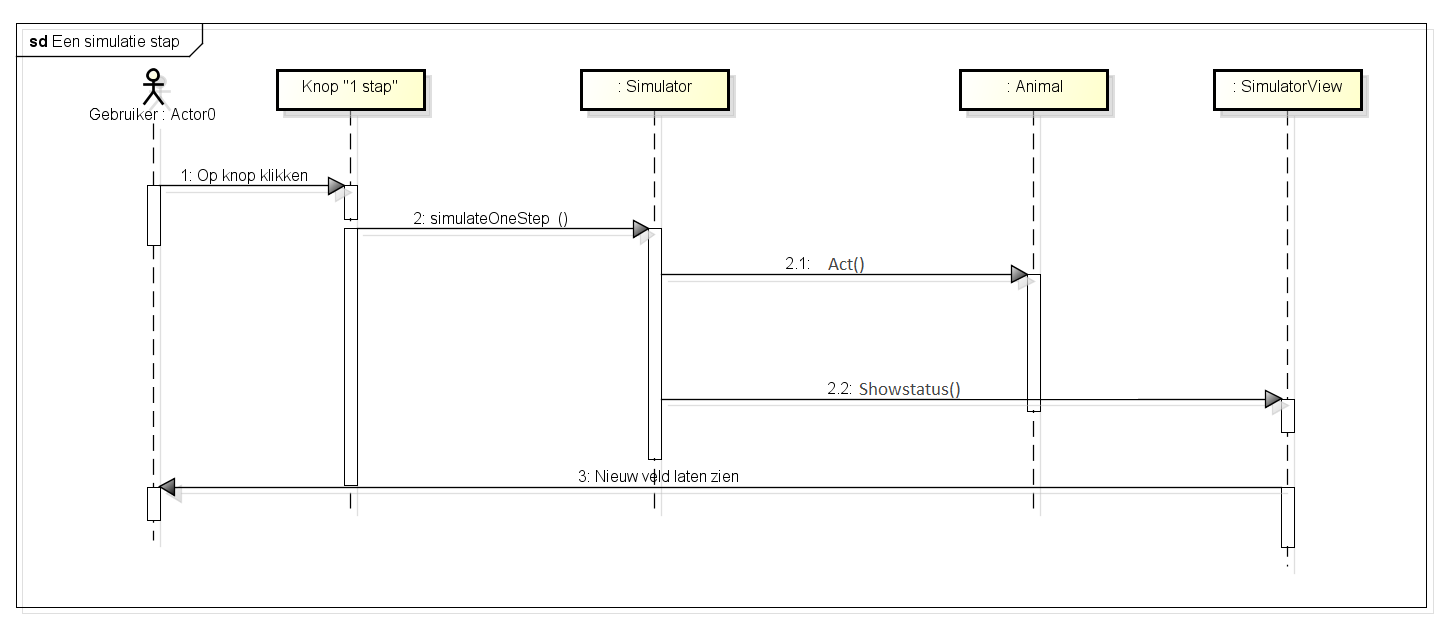 sd Een simulatie stap
Gebruiker : Actor0
Knop "1 stap"
: Simulator
: Animal
: SimulatorView
1: Op knop klikken
2: simulateOneStep ()
2.1: Act()
2.2: Showstatus()
3: Nieuw veld laten zien